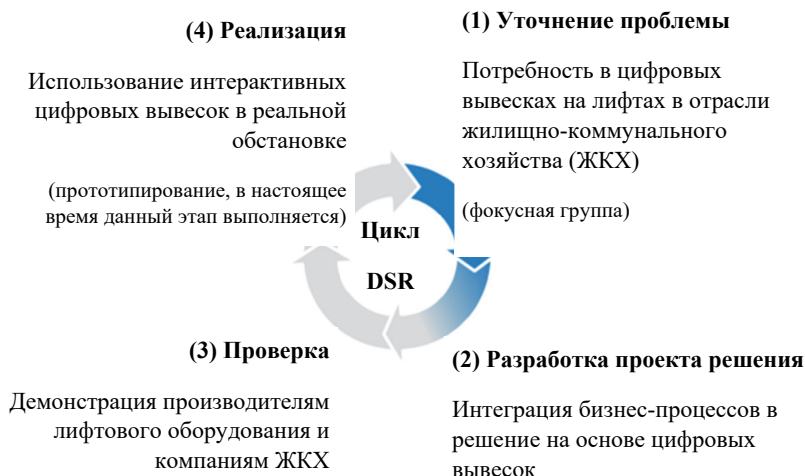 (4) Реализация
Использование интерактивных
цифровых вывесок в реальной
обстановке
(прототипирование, в настоящее
время данный этап выполняется)
(1) Уточнение проблемы
Потребность в цифровых
вывесках на лифтах в отрасли
жилищно-коммунального
хозяйства (ЖКХ)
(фокусная группа)
Цикл
DSR
(3) Проверка
Демонстрация производителям
лифтового оборудования и
компаниям ЖКХ
(2) Разработка проекта решения
Интеграция бизнес-процессов в
решение на основе цифровых
вывесок